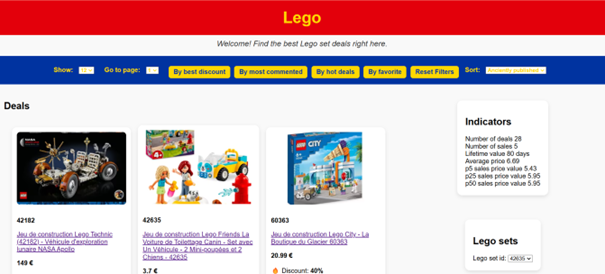 Lego
Welcome! Find the best Lego set deals right here.
Show: Go to page: By best discount By most commented By hot deals By favorite Reset Filters Sort:
Deals
42182
Jeu de construction Lego Technic
(42182) - Véhicule d'exploration
lunaire NASA Apollo
149 €
42635
Jeu de construction Lego Friends La
Voiture de Toilettage Canin - Set avec
Un Véhicule - 2 Mini-poupées et 2
Chiens - 42635
3.7 €
CITY
60363
Jeu de construction Lego City - La
Boutique du Glacier 60363
20.99 €
Discount: 40%
Indicators
Number of deals 28
Number of sales 5
Lifetime value 80 days
Average price 6.69
p5 sales price value 5.43
p25 sales price value 5.95
p50 sales price value 5.95
Lego sets
Lego set id: 42635